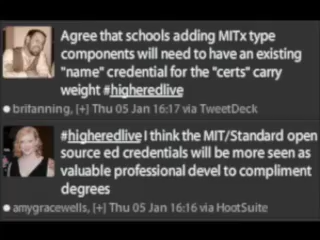 Agree that schools adding MITx type
components will need to have an existing
"name" credential for the "certs" carry
weight #higheredlive
britanning, [+] Thu 05 Jan 16:17 via TweetDeck
#higheredlive I think the MIT/Standard open
source ed credentials will be more seen as
valuable professional devel to compliment
degrees
amygracewells, [+] Thu 05 Jan 16:16 via HootSuite